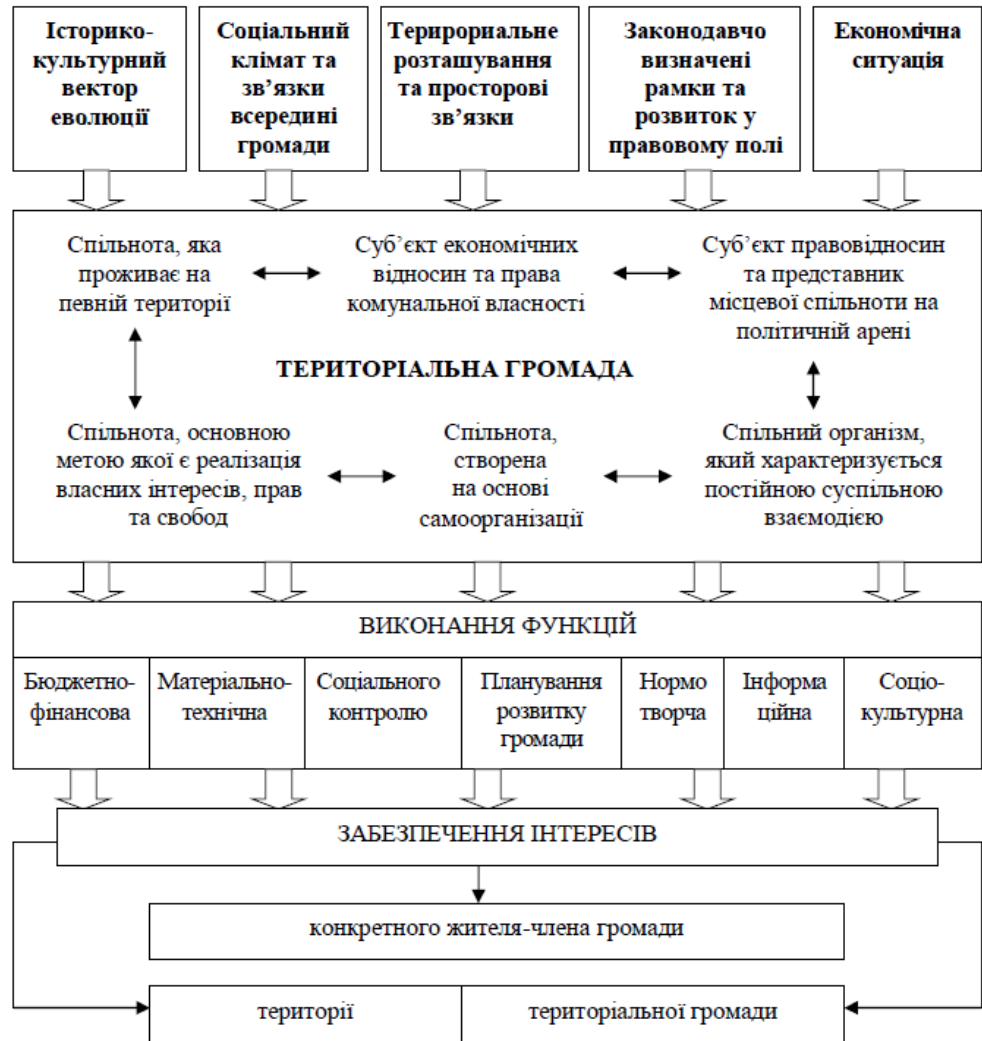 Історико-
культурний
вектор
еволюції
Соціальний
клімат та
зв’язки
всередині
громади
Терирориальне
розташування
та просторові
зв’язки
Законодавчо
визначені
рамки та
розвиток у
правовому полі
Економічна
ситуація
Спільнота, яка
проживає на
певній території
Суб’єкт економічних
відносин та права
комунальної власності
Суб’єкт правовідносин
та представник
місцевої спільноти на
політичній арені
ТЕРИТОРІАЛЬНА ГРОМАДА
Спільнота, основною
метою якої є реалізація
власних інтересів, прав
та свобод
Спільнота,
створена
на основі
самоорганізації
Спільний організм,
який характеризується
постійною суспільною
взаємодією
ВИКОНАННЯ ФУНКЦІЙ
Бюджетно-
фінансова
Матеріально-
технічна
Соціального
контролю
Планування
розвитку
громади
Нормо
творча
Інформа
ційна
Соціо-
культурна
ЗАБЕЗПЕЧЕННЯ ІНТЕРЕСІВ
конкретного жителя-члена громади
території
територіальної громади